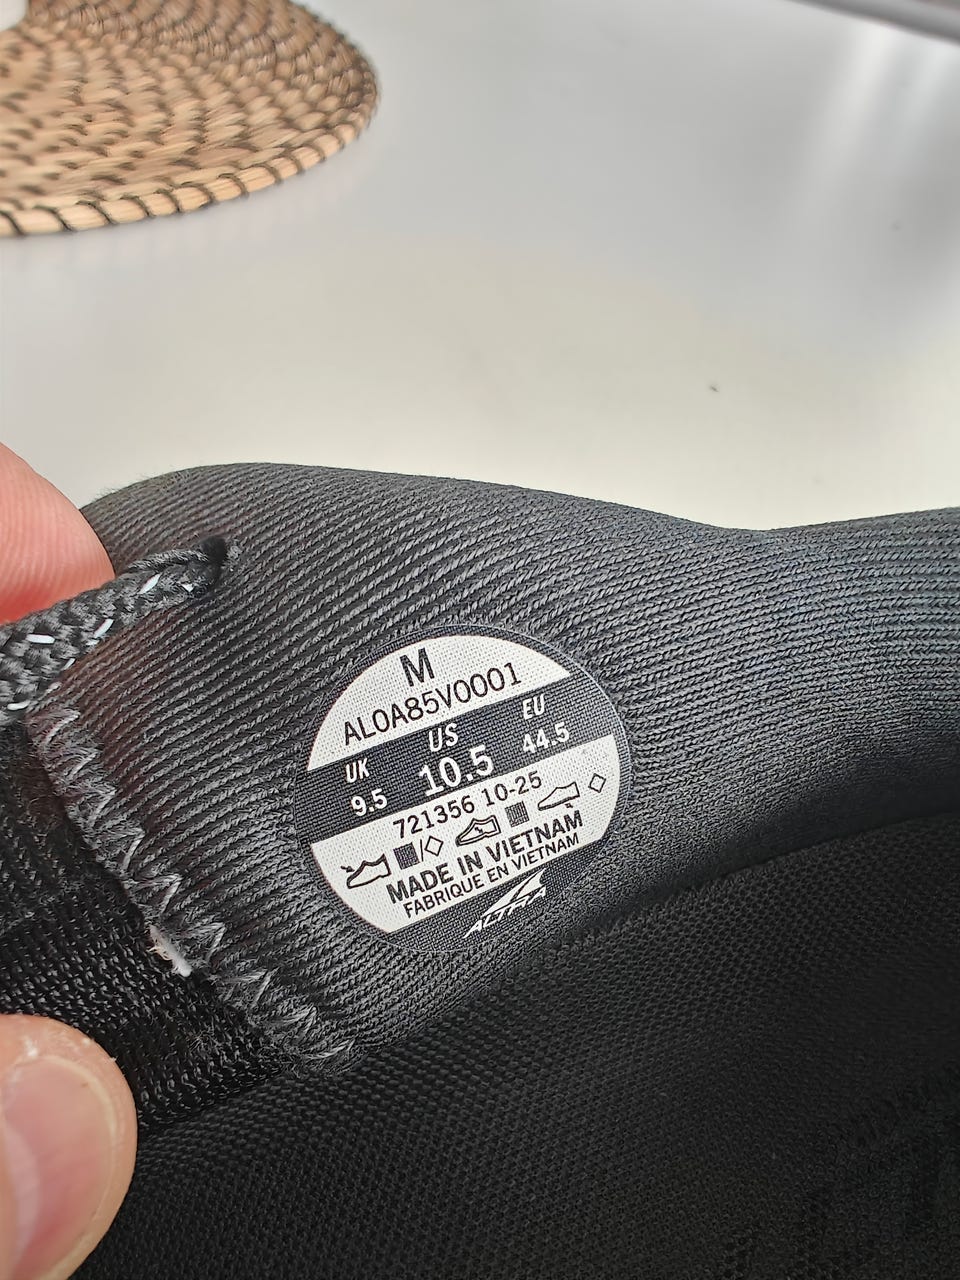 M
AL0A85V0001
UK US EU
9.5 10.5 44.5
721356 10-25
MADE IN VIETNAM
FABRIQUE EN VIETNAM
ALTRA